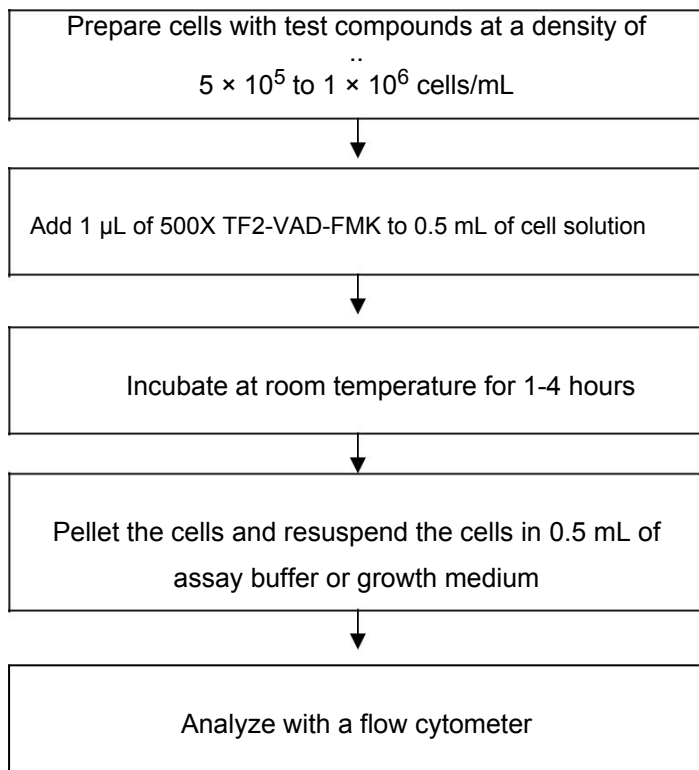 Prepare cells with test compounds at a density of
..
5 × 10⁵ to 1 × 10⁶ cells/mL
Add 1 µL of 500X TF2-VAD-FMK to 0.5 mL of cell solution
Incubate at room temperature for 1-4 hours
Pellet the cells and resuspend the cells in 0.5 mL of
assay buffer or growth medium
Analyze with a flow cytometer